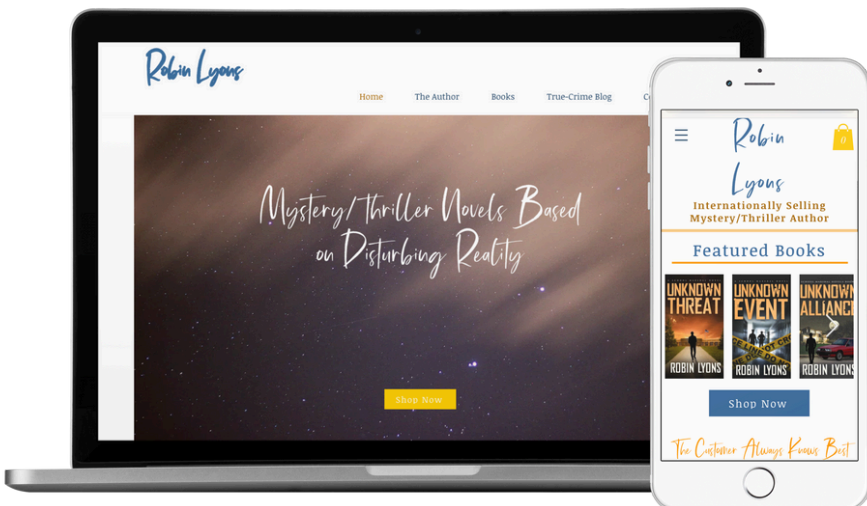 Robin Lyons
Home The Author Books True-Crime Blog
Mystery/Thriller Novels Based
on Disturbing Reality
Shop Now
Robin
Lyons
0
Internationally Selling
Mystery/Thriller Author
Featured Books
UNKNOWN
THREAT
ROBIN LYONS
UNKNOWN
EVENT
ROBIN LYONS
UNKNOWN
ALLIANCE
ROBIN LYONS
Shop Now
The Customer Always Knows Best